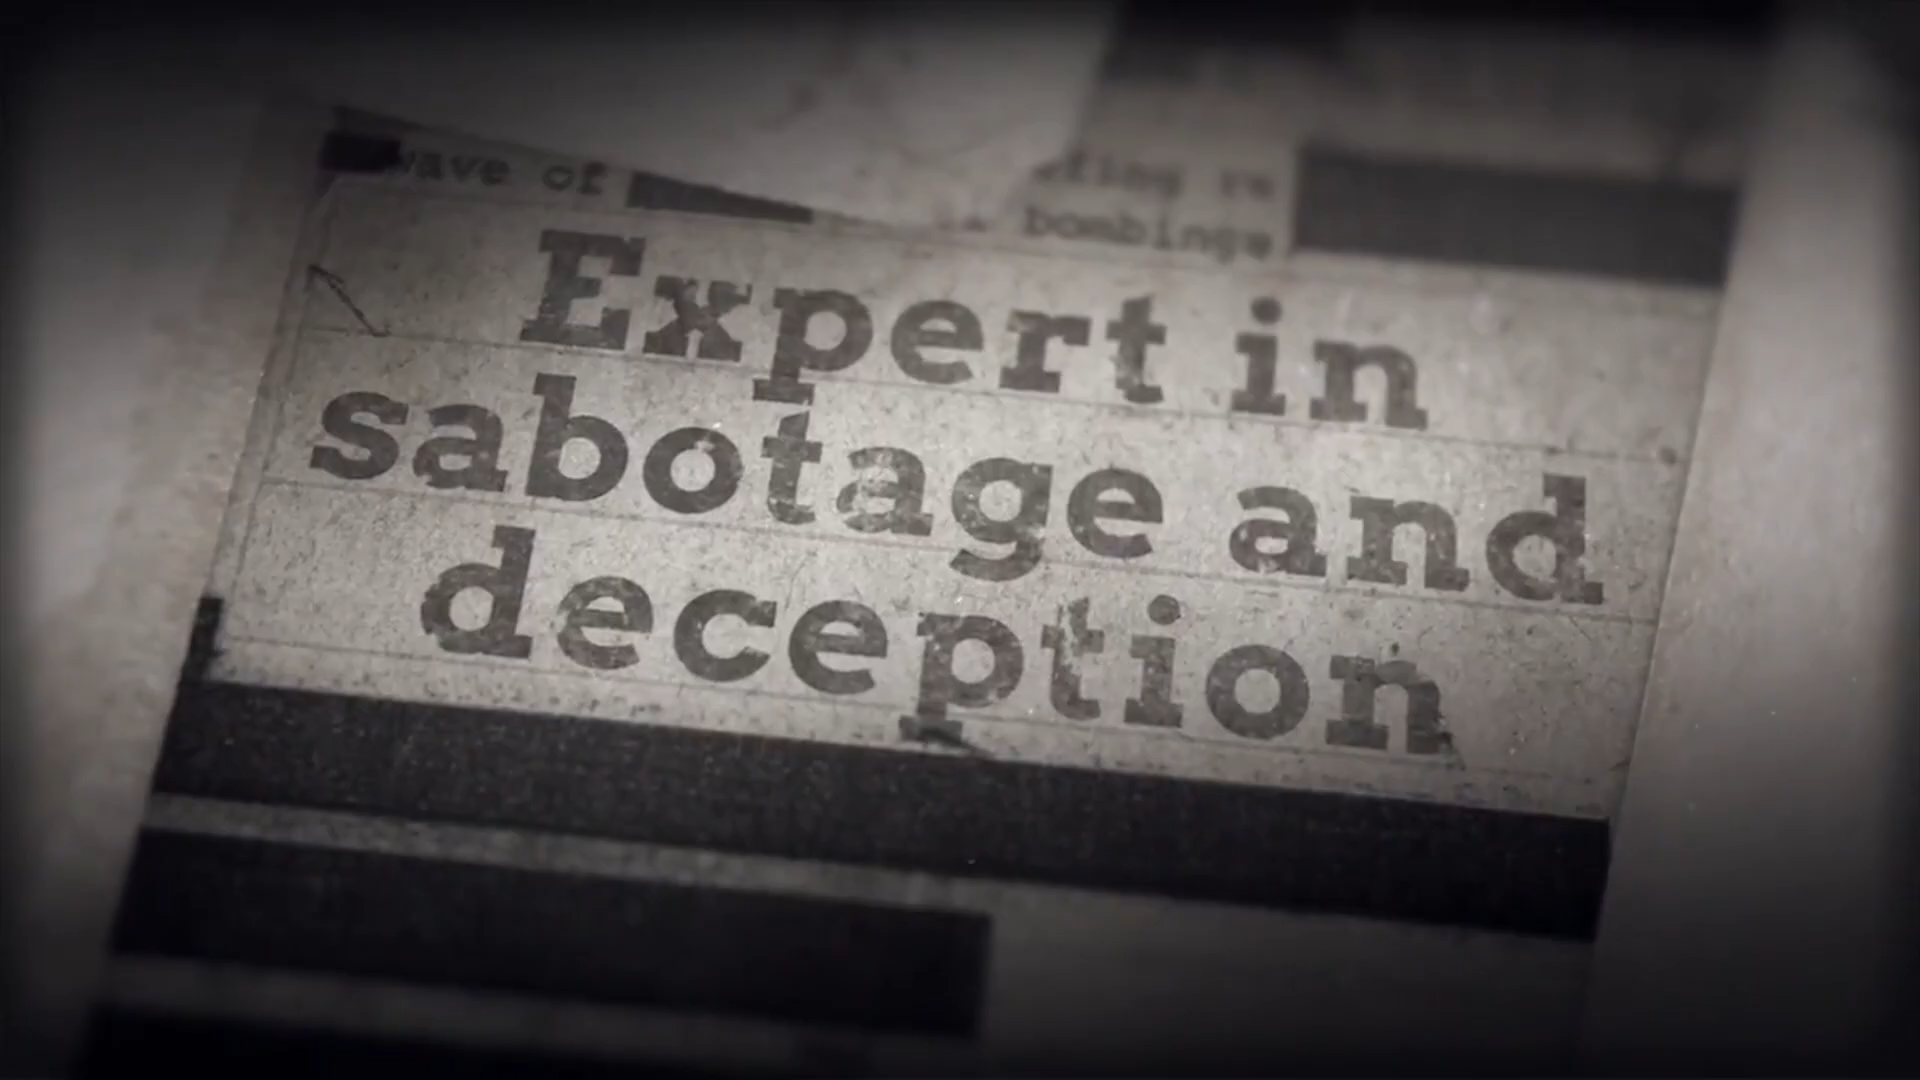 wave of
bombings
Expert in
sabotage and
deception